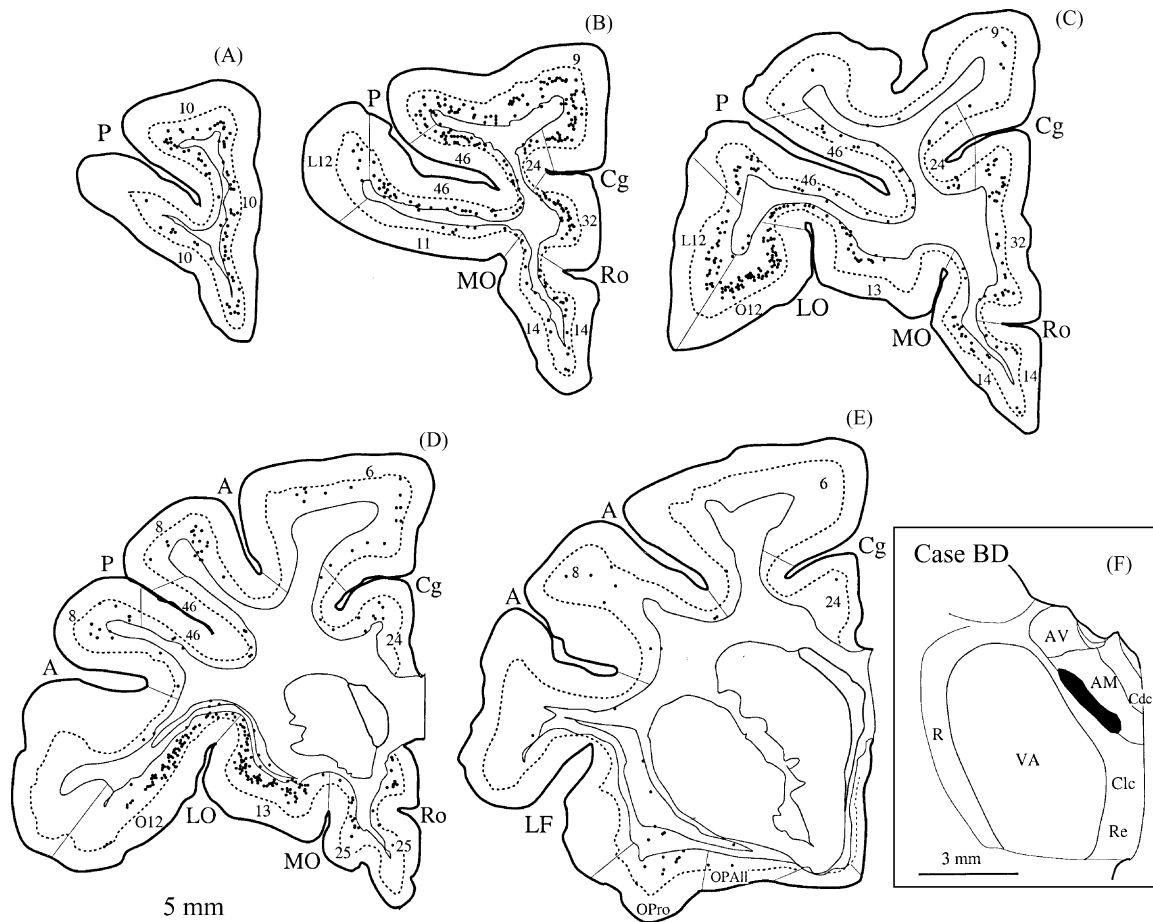 (A)
10
P
10
10
(B)
9
P
L12
46
24
46
Cg
32
11
MO
Ro
14
14
(C)
9
P
Cg
46
24
46
L12
32
13
O12
LO
MO
Ro
14
14
(D)
6
A
8
P
Cg
46
8
46
24
A
O12
LO
13
Ro
MO
25
25
5 mm
(E)
6
A
Cg
8
24
A
LF
OPAll
OPro
Case BD
(F)
AV
AM
Cdc
R
VA
Clc
Re
3 mm